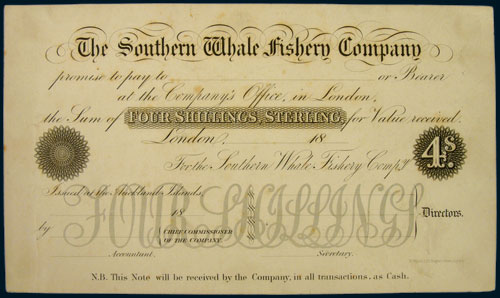 The Southern Whale Fishery Company
promise to pay to or Bearer
at the Company's Office, in London,
the Sum of FOUR SHILLINGS, STERLING, for Value received.
London, 18
For the Southern Whale Fishery Compy
4s.
Issued at the Auckland Islands
FOUR SHILLINGS
18
by CHIEF COMMISSIONER
OF THE COMPANY.
Directors.
Accountant. Secretary.
N.B. This Note will be received by the Company, in all transactions, as Cash.